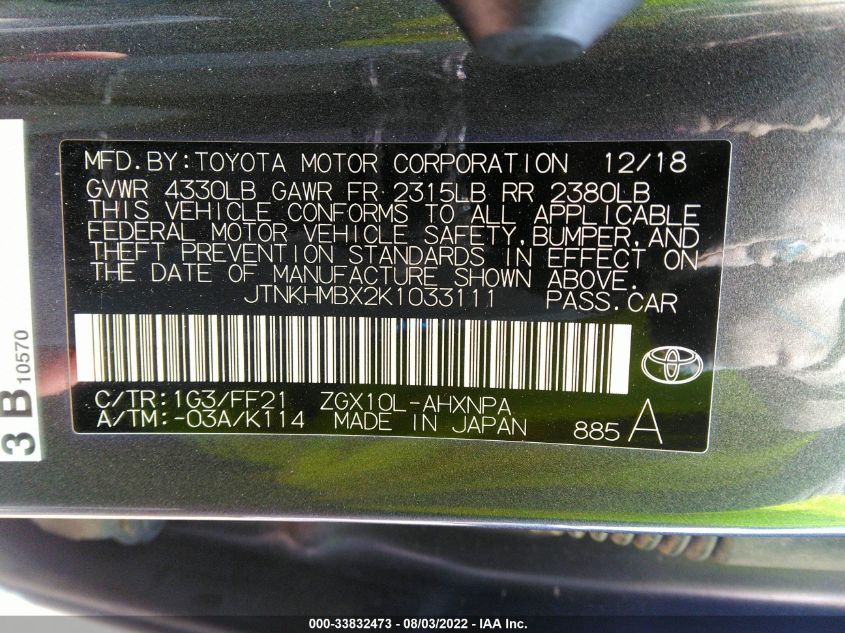 MFD.BY:TOYOTA MOTOR CORPORATION 12/18
GVWR 4330LB GAWR FR 2315LB RR 2380LB
THIS VEHICLE CONFORMS TO ALL APPLICABLE
FEDERAL MOTOR VEHICLE SAFETY,BUMPER,AND
THEFT PREVENTION STANDARDS IN EFFECT ON
THE DATE OF MANUFACTURE SHOWN ABOVE.
JTNKHMBX2K1033111 PASS.CAR
C/TR:1G3/FF21 ZGX10L-AHXNPA
A/TM:-03A/K114 MADE IN JAPAN 885 A
3 B 10570
000-33832473 - 08/03/2022 - IAA Inc.